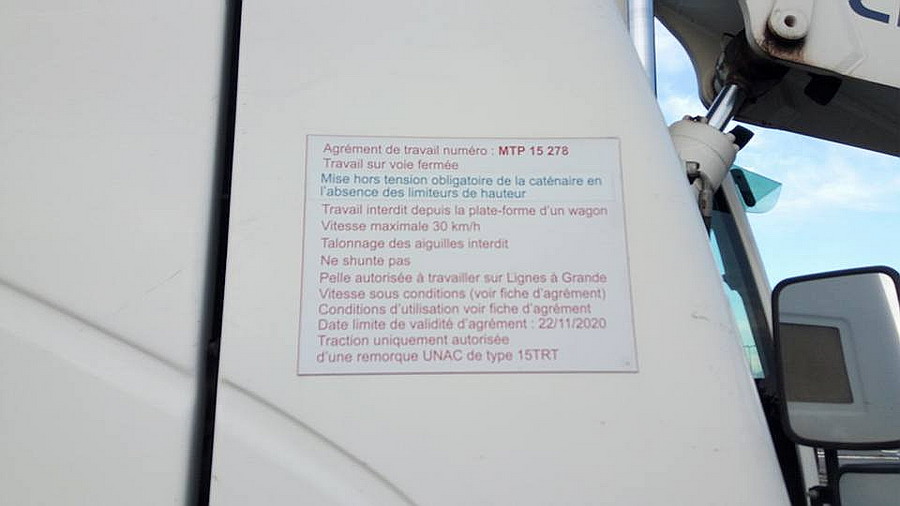 Agrément de travail numéro : MTP 15 278
Travail sur voie fermée
Mise hors tension obligatoire de la caténaire en
l'absence des limiteurs de hauteur
Travail interdit depuis la plate-forme d'un wagon
Vitesse maximale 30 km/h
Talonnage des aiguilles interdit
Ne shunte pas
Pelle autorisée à travailler sur Lignes à Grande
Vitesse sous conditions (voir fiche d'agrément)
Conditions d'utilisation voir fiche d'agrément
Date limite de validité d'agrément : 22/11/2020
Traction uniquement autorisée
d'une remorque UNAC de type 15TRT